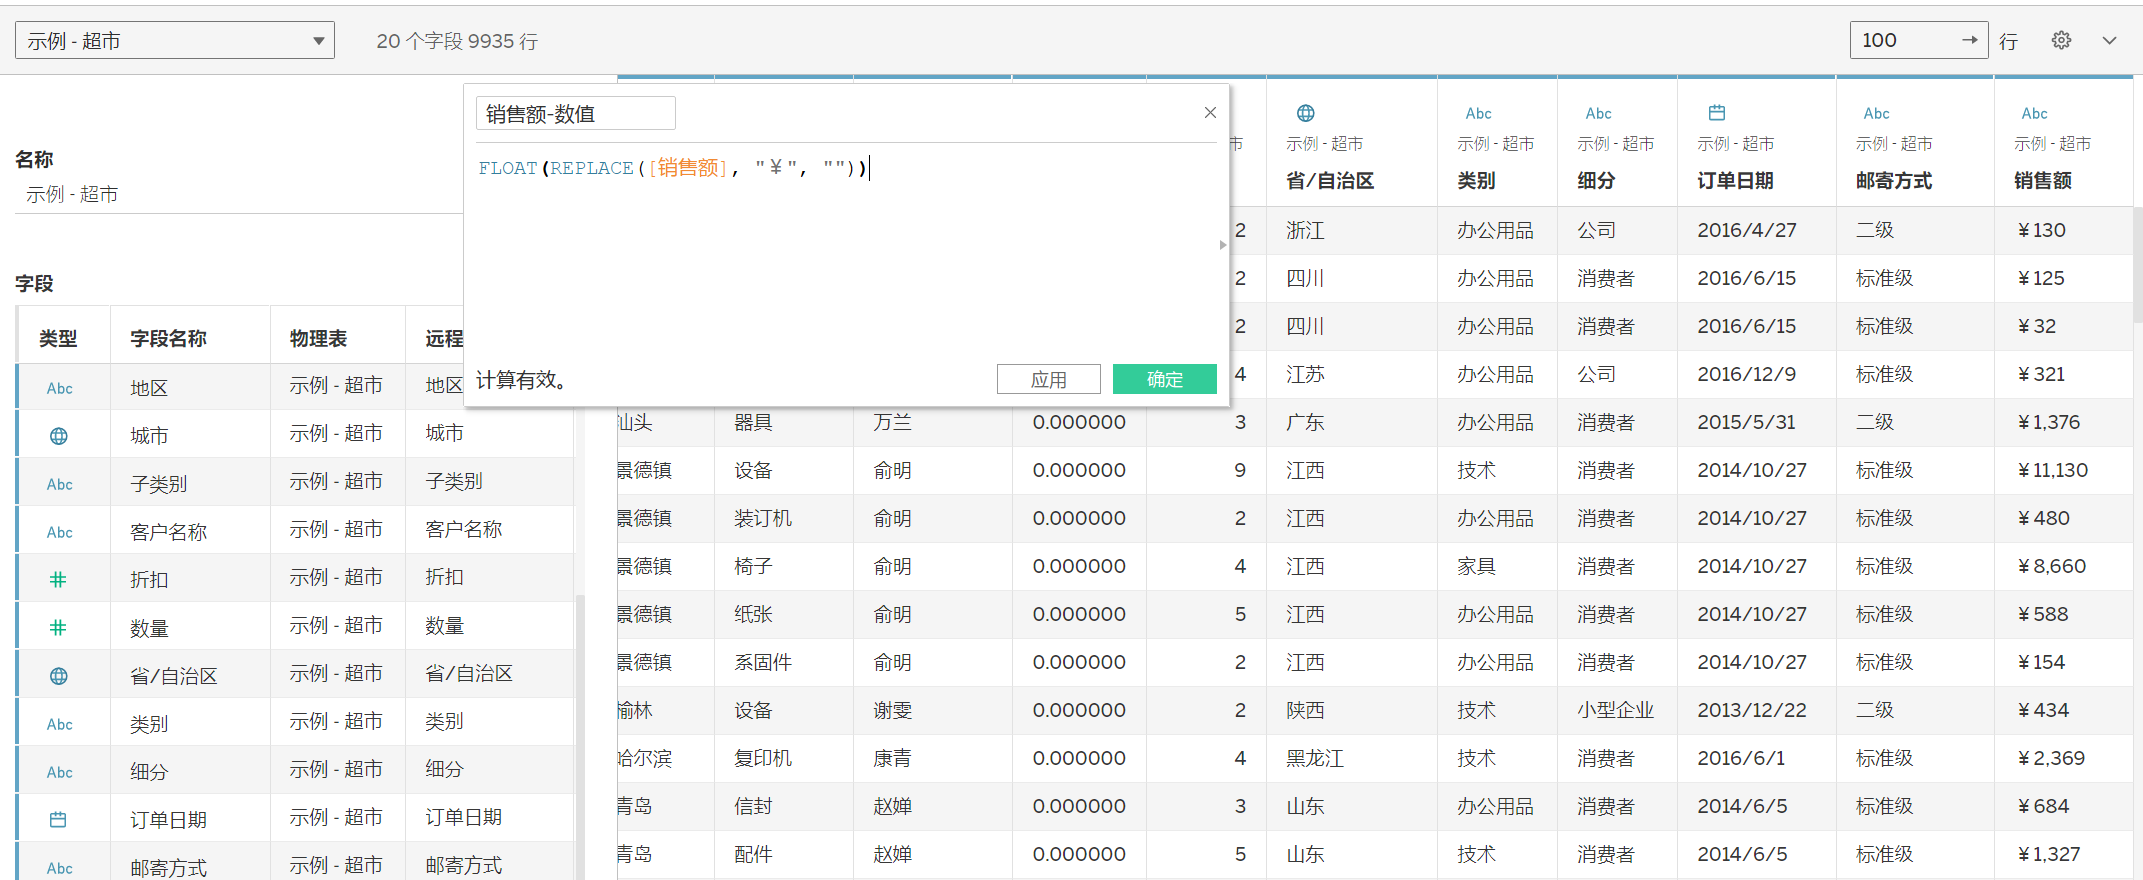 示例 - 超市
20 个字段 9935 行
100
行
名称
示例 - 超市
字段
类型 字段名称 物理表 远程
Abc 地区 示例 - 超市 地区
城市 示例 - 超市 城市
Abc 子类别 示例 - 超市 子类别
Abc 客户名称 示例 - 超市 客户名称
折扣 示例 - 超市 折扣
数量 示例 - 超市 数量
省/自治区 示例 - 超市 省/自治区
Abc 类别 示例 - 超市 类别
Abc 细分 示例 - 超市 细分
订单日期 示例 - 超市 订单日期
Abc 邮寄方式 示例 - 超市 邮寄方式
销售额-数值
FLOAT(REPLACE([销售额], "¥", ""))
计算有效。
应用
确定
Abc Abc Abc Abc
市 示例 - 超市 示例 - 超市 示例 - 超市 示例 - 超市 示例 - 超市 示例 - 超市
省/自治区 类别 细分 订单日期 邮寄方式 销售额
2 浙江 办公用品 公司 2016/4/27 二级 ¥130
2 四川 办公用品 消费者 2016/6/15 标准级 ¥125
2 四川 办公用品 消费者 2016/6/15 标准级 ¥32
4 江苏 办公用品 公司 2016/12/9 标准级 ¥321
汕头 器具 万兰 0.000000 3 广东 办公用品 消费者 2015/5/31 二级 ¥1,376
景德镇 设备 俞明 0.000000 9 江西 技术 消费者 2014/10/27 标准级 ¥11,130
景德镇 装订机 俞明 0.000000 2 江西 办公用品 消费者 2014/10/27 标准级 ¥480
景德镇 椅子 俞明 0.000000 4 江西 家具 消费者 2014/10/27 标准级 ¥8,660
景德镇 纸张 俞明 0.000000 5 江西 办公用品 消费者 2014/10/27 标准级 ¥588
景德镇 系固件 俞明 0.000000 2 江西 办公用品 消费者 2014/10/27 标准级 ¥154
榆林 设备 谢雯 0.000000 2 陕西 技术 小型企业 2013/12/22 二级 ¥434
哈尔滨 复印机 康青 0.000000 4 黑龙江 技术 消费者 2016/6/1 标准级 ¥2,369
青岛 信封 赵婵 0.000000 3 山东 办公用品 消费者 2014/6/5 标准级 ¥684
青岛 配件 赵婵 0.000000 5 山东 技术 消费者 2014/6/5 标准级 ¥1,327